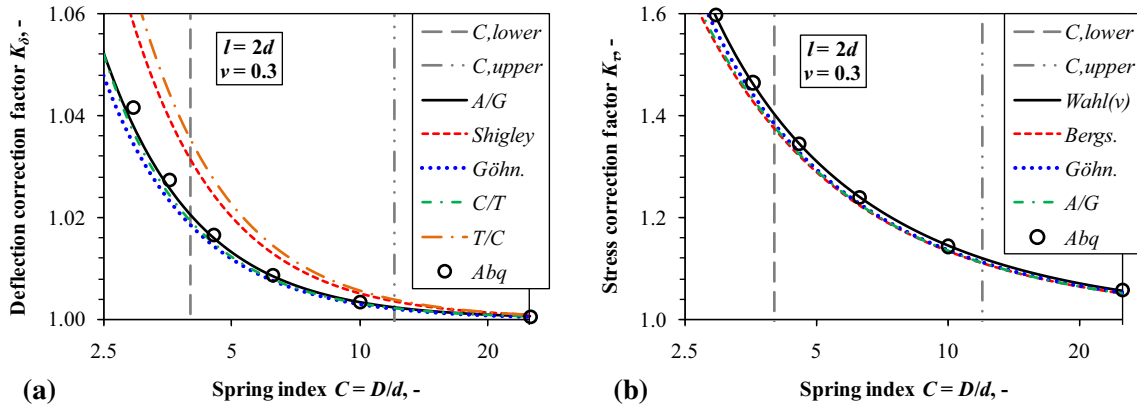 Deflection correction factor Kδ, -
1.06
1.04
1.02
1.00
2.5
5
10
20
Spring index C = D/d, -
(a)
l = 2d
ν = 0.3
C,lower
C,upper
A/G
Shigley
Göhn.
C/T
T/C
Abq
Stress correction factor Kτ, -
1.6
1.4
1.2
1.0
2.5
5
10
20
Spring index C = D/d, -
(b)
l = 2d
ν = 0.3
C,lower
C,upper
Wahl(ν)
Bergs.
Göhn.
A/G
Abq